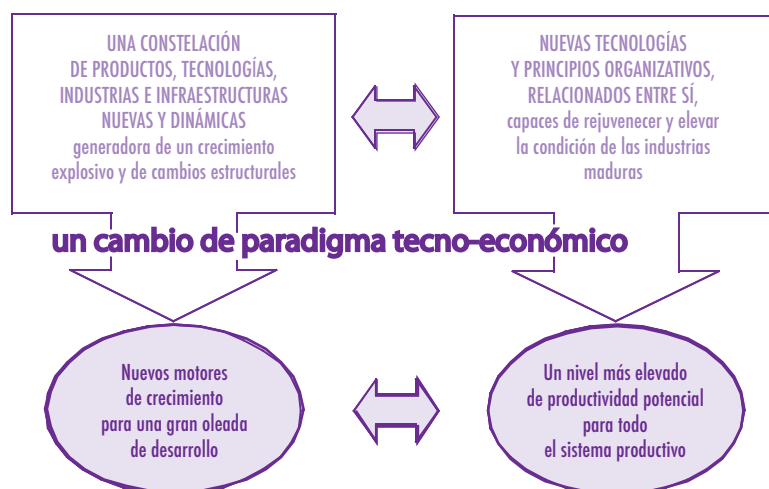 UNA CONSTELACIÓN
DE PRODUCTOS, TECNOLOGÍAS,
INDUSTRIAS E INFRAESTRUCTURAS
NUEVAS Y DINÁMICAS
generadora de un crecimiento
explosivo y de cambios estructurales
NUEVAS TECNOLOGÍAS
Y PRINCIPIOS ORGANIZATIVOS,
RELACIONADOS ENTRE SÍ,
capaces de rejuvenecer y elevar
la condición de las industrias
maduras
un cambio de paradigma tecno-económico
Nuevos motores
de crecimiento
para una gran oleada
de desarrollo
Un nivel más elevado
de productividad potencial
para todo
el sistema productivo